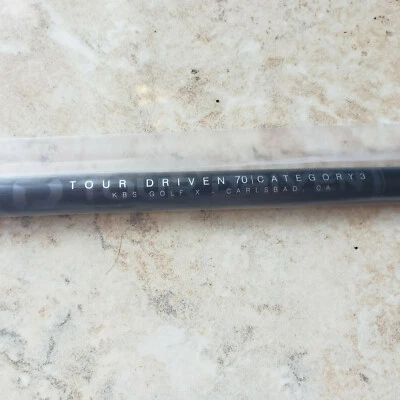 TOUR DRIVEN 70|CATEGORY 3
KBS GOLF X - CARLSBAD, CA